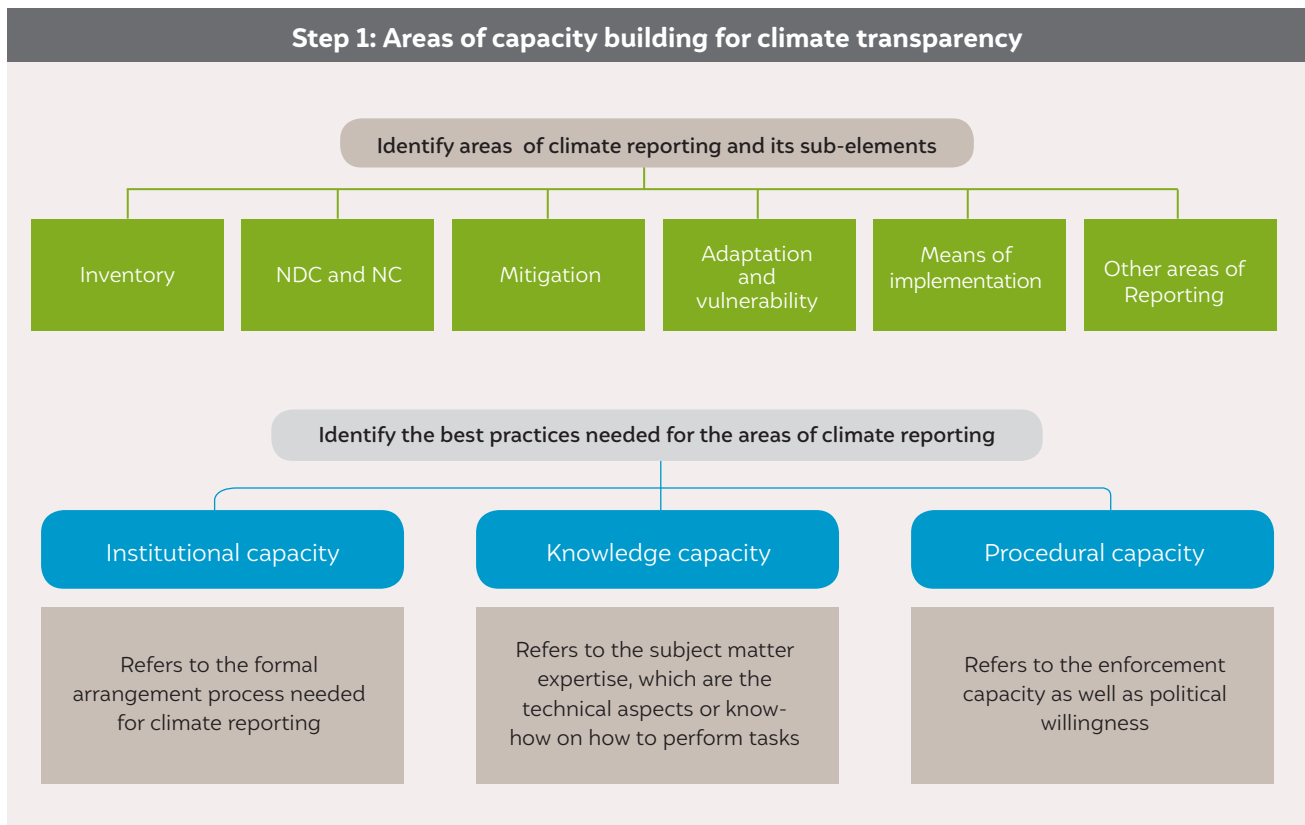 Step 1: Areas of capacity building for climate transparency
Identify areas of climate reporting and its sub-elements
Inventory
NDC and NC
Mitigation
Adaptation
and
vulnerability
Means of
implementation
Other areas of
Reporting
Identify the best practices needed for the areas of climate reporting
Institutional capacity
Knowledge capacity
Procedural capacity
Refers to the formal
arrangement process needed
for climate reporting
Refers to the subject matter
expertise, which are the
technical aspects or know-
how on how to perform tasks
Refers to the enforcement
capacity as well as political
willingness